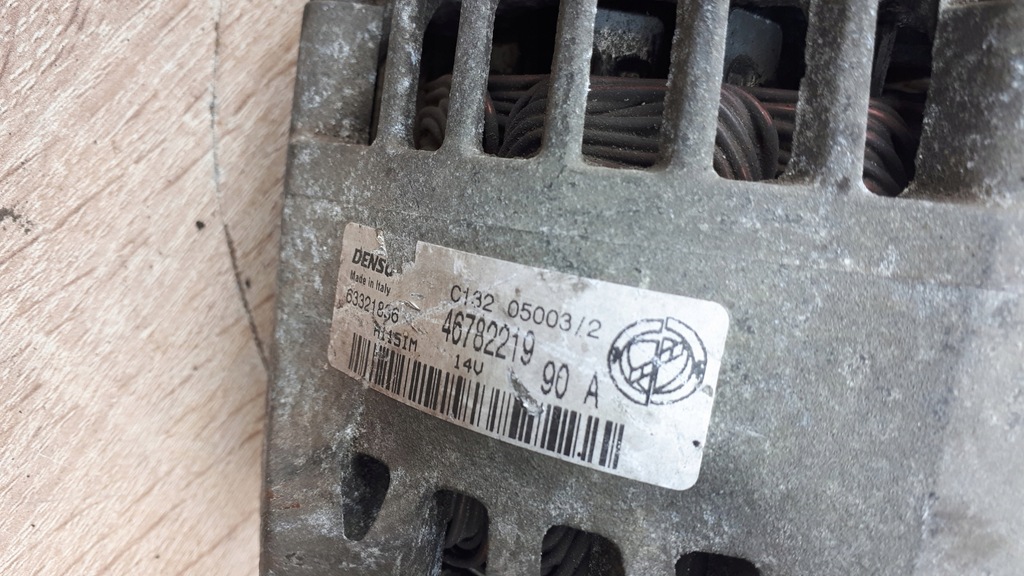 DENSO
Made in Italy
63321836
A115IM
C132 05003/2
46782219
14V 90 A